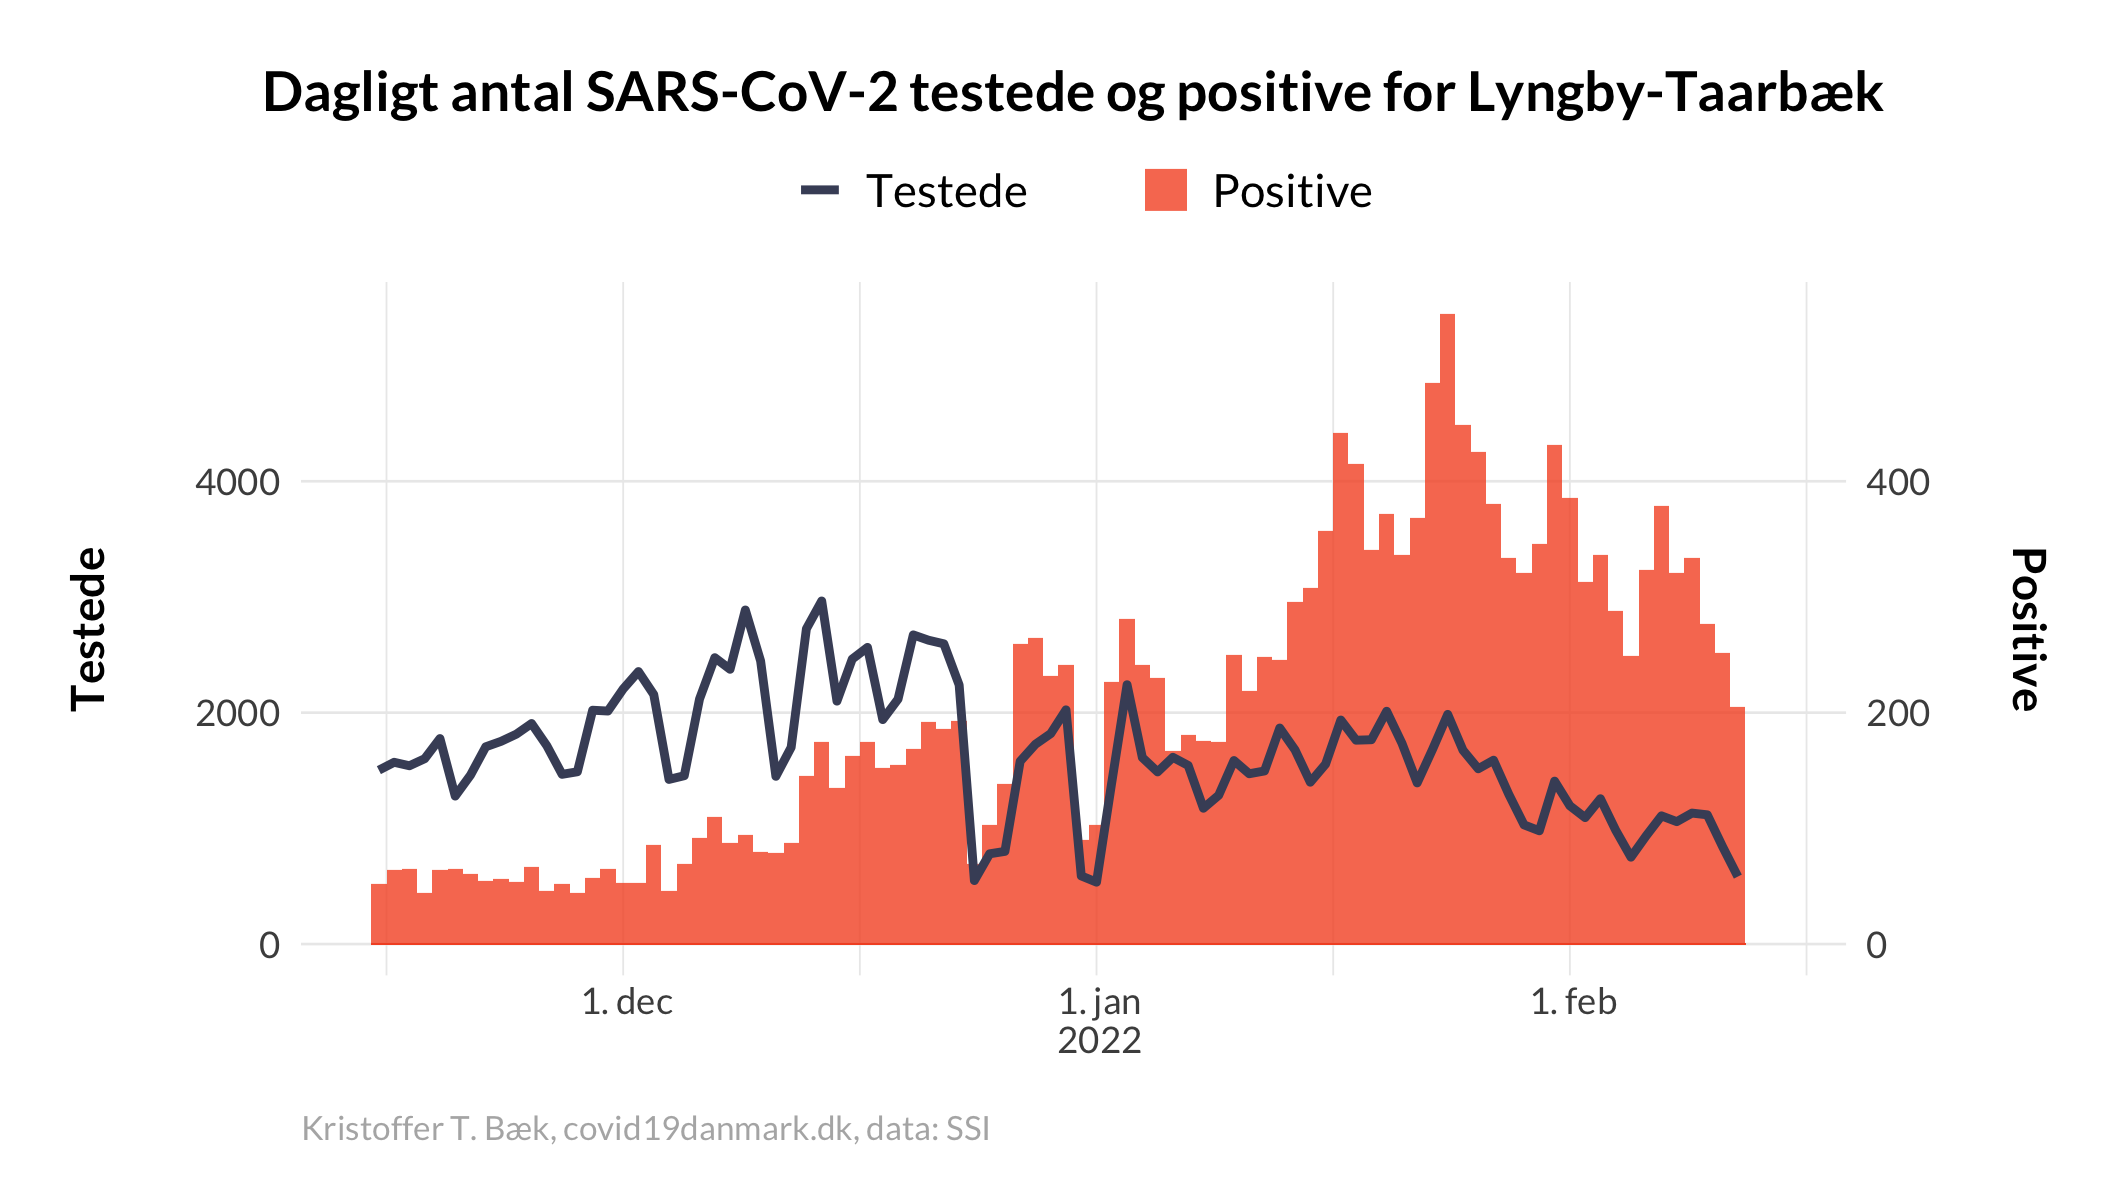 Dagligt antal SARS-CoV-2 testede og positive for Lyngby-Taarbæk
Testede
Positive
4000
2000
0
Testede
400
200
0
Positive
1. dec
1. jan
2022
1. feb
Kristoffer T. Bæk, covid19danmark.dk, data: SSI